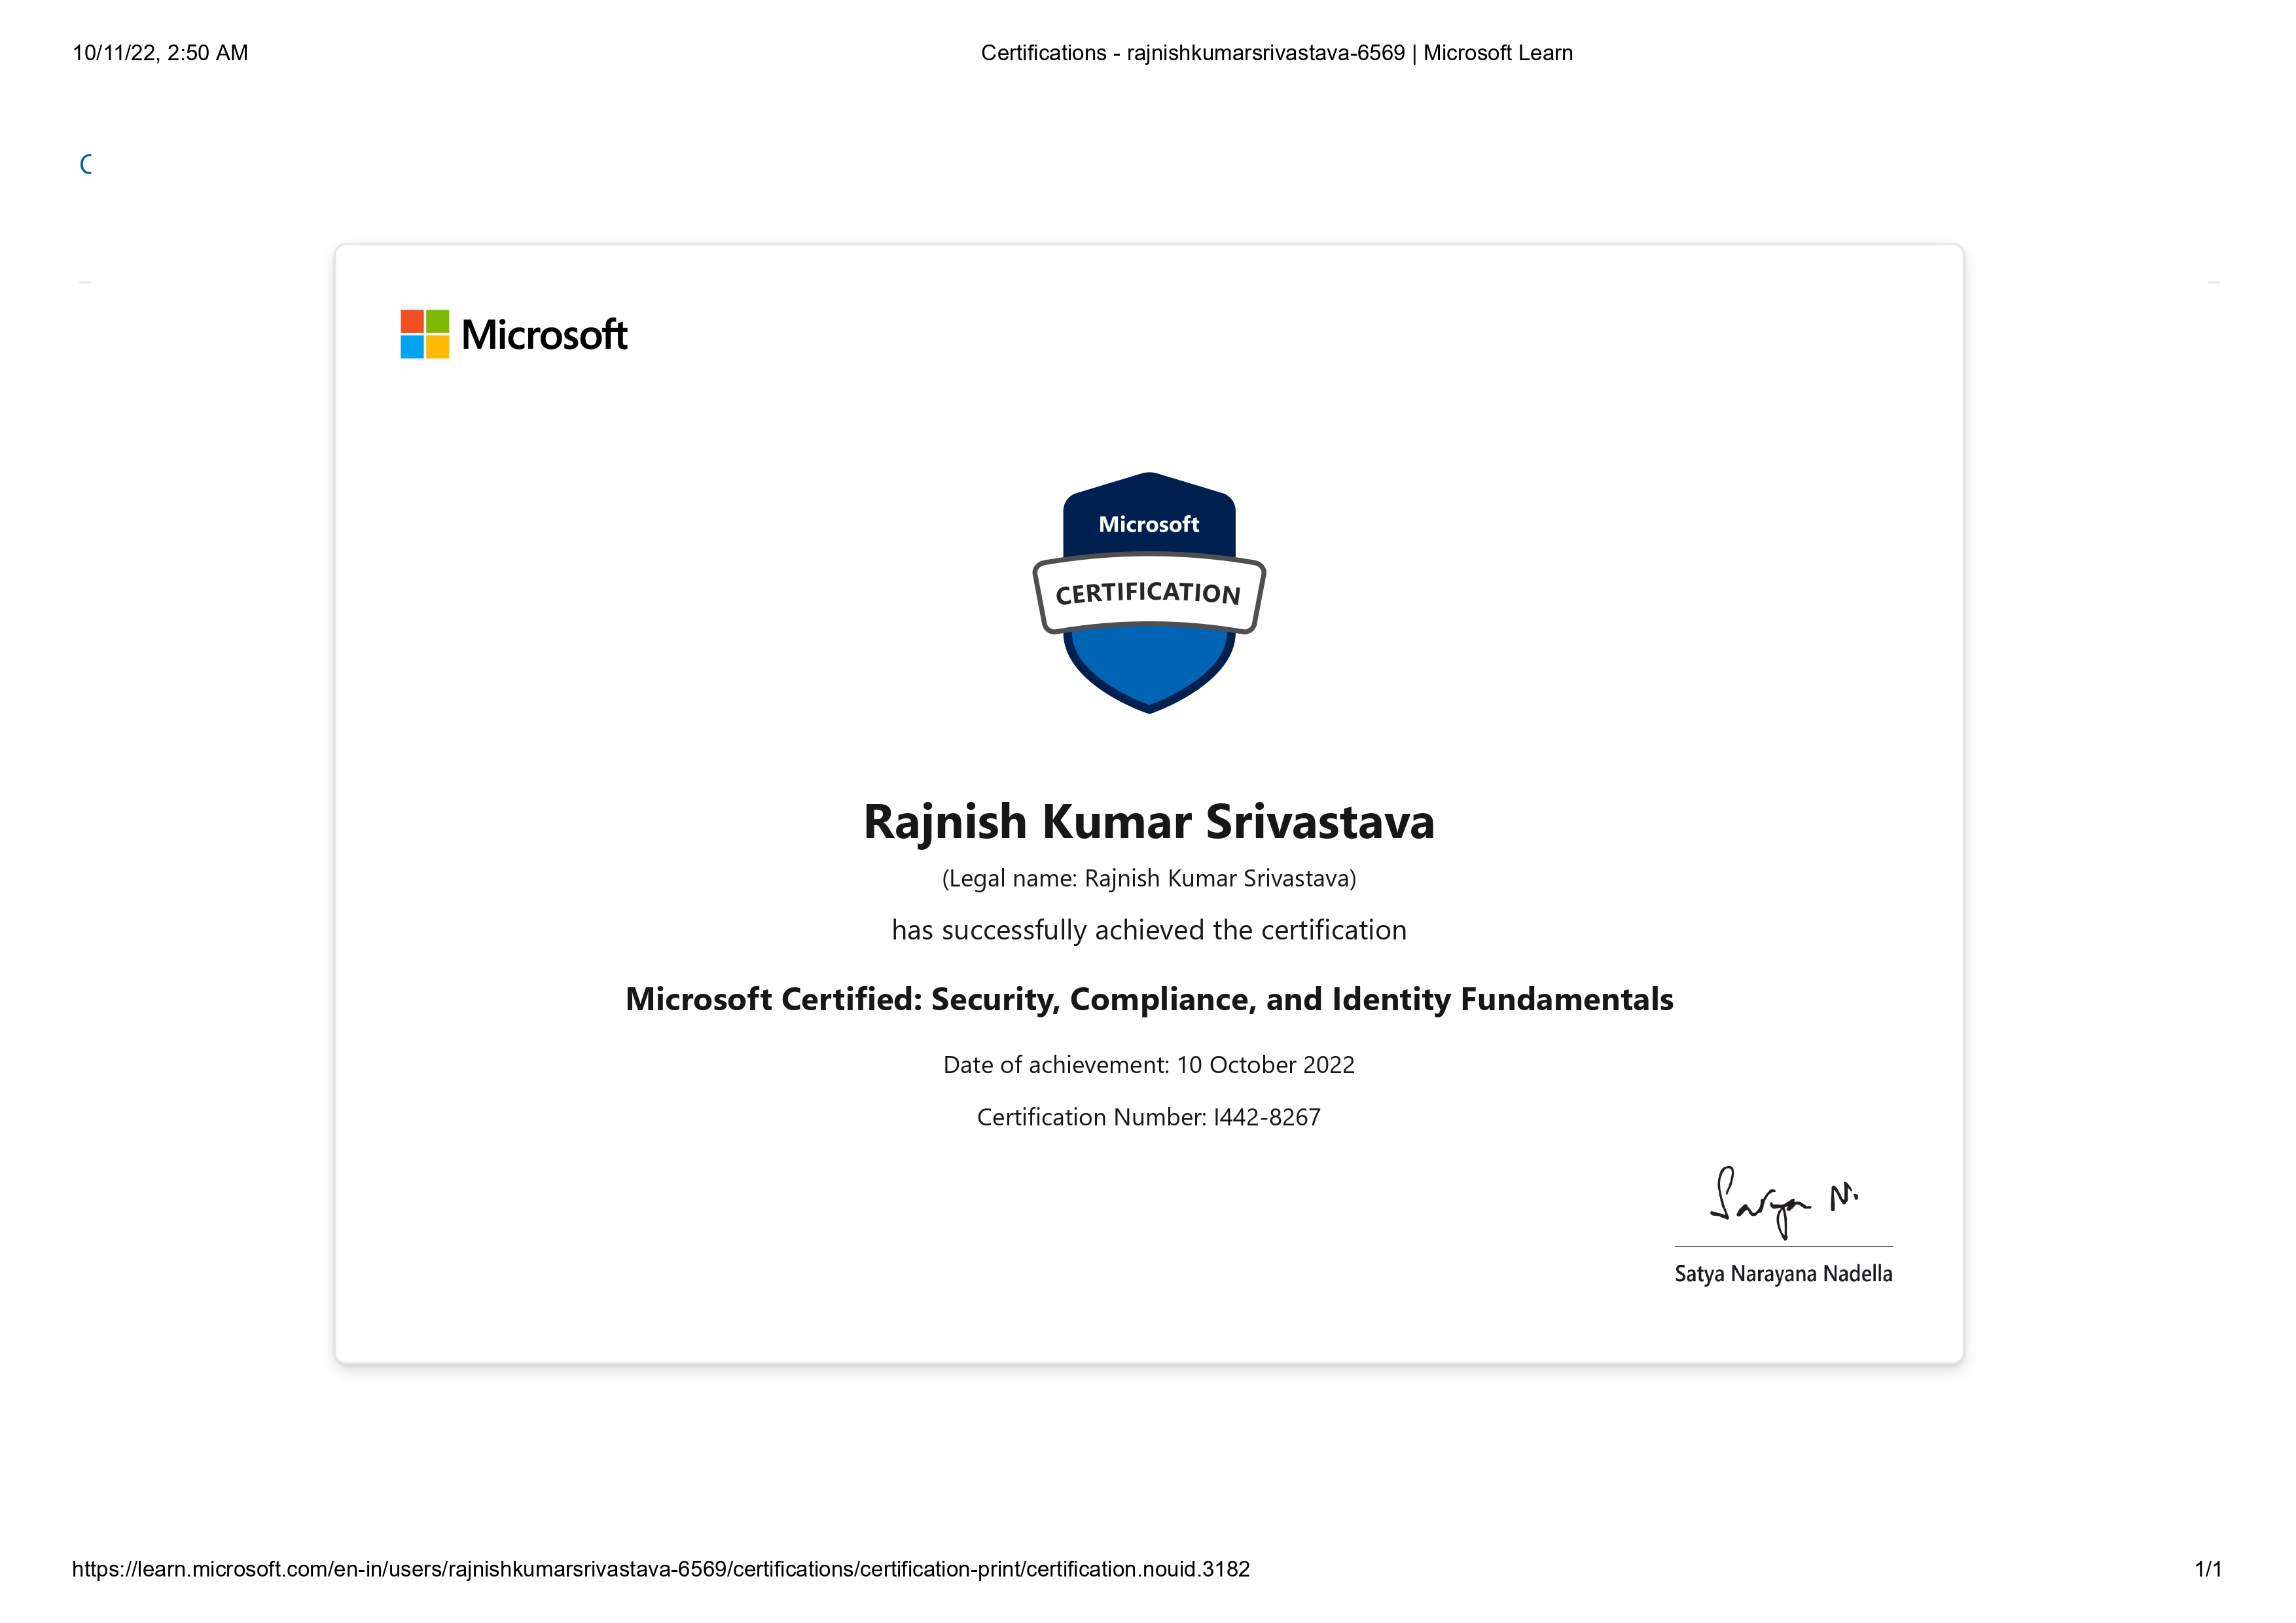 10/11/22, 2:50 AM
Certifications - rajnishkumarsrivastava-6569 | Microsoft Learn
Microsoft
Microsoft
CERTIFICATION
Rajnish Kumar Srivastava
(Legal name: Rajnish Kumar Srivastava)
has successfully achieved the certification
Microsoft Certified: Security, Compliance, and Identity Fundamentals
Date of achievement: 10 October 2022
Certification Number: I442-8267
Satya N.
Satya Narayana Nadella
https://learn.microsoft.com/en-in/users/rajnishkumarsrivastava-6569/certifications/certification-print/certification.nouid.3182
1/1